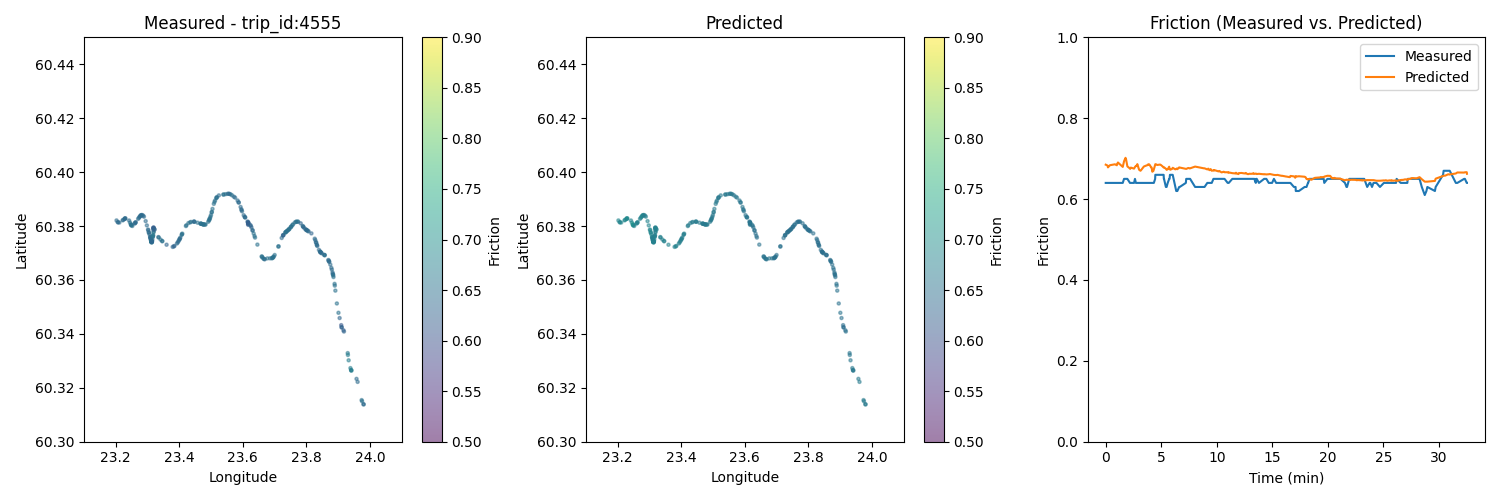 Measured - trip_id:4555
60.44
60.42
60.40
60.38
60.36
60.34
60.32
60.30
Latitude
23.2 23.4 23.6 23.8 24.0
Longitude
0.90
0.85
0.80
0.75
0.70
0.65
0.60
0.55
0.50
Friction
Predicted
60.44
60.42
60.40
60.38
60.36
60.34
60.32
60.30
Latitude
23.2 23.4 23.6 23.8 24.0
Longitude
0.90
0.85
0.80
0.75
0.70
0.65
0.60
0.55
0.50
Friction
Friction (Measured vs. Predicted)
Measured
Predicted
1.0
0.8
0.6
0.4
0.2
0.0
Friction
0 5 10 15 20 25 30
Time (min)